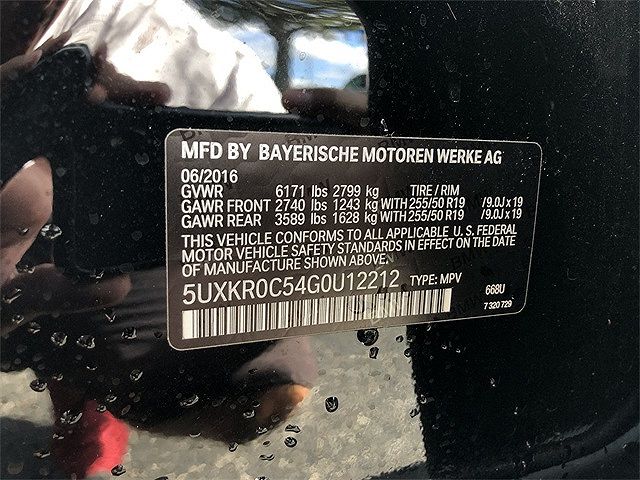 MFD BY BAYERISCHE MOTOREN WERKE AG
06/2016
GVWR 6171 lbs 2799 kg TIRE / RIM
GAWR FRONT 2740 lbs 1243 kg WITH 255/50 R19 /9.0J x 19
GAWR REAR 3589 lbs 1628 kg WITH 255/50 R19 /9.0J x 19
THIS VEHICLE CONFORMS TO ALL APPLICABLE U. S. FEDERAL
MOTOR VEHICLE SAFETY STANDARDS IN EFFECT ON THE DATE
OF MANUFACTURE SHOWN ABOVE.
5UXKR0C54G0U12212 TYPE: MPV 668U
7 320 729